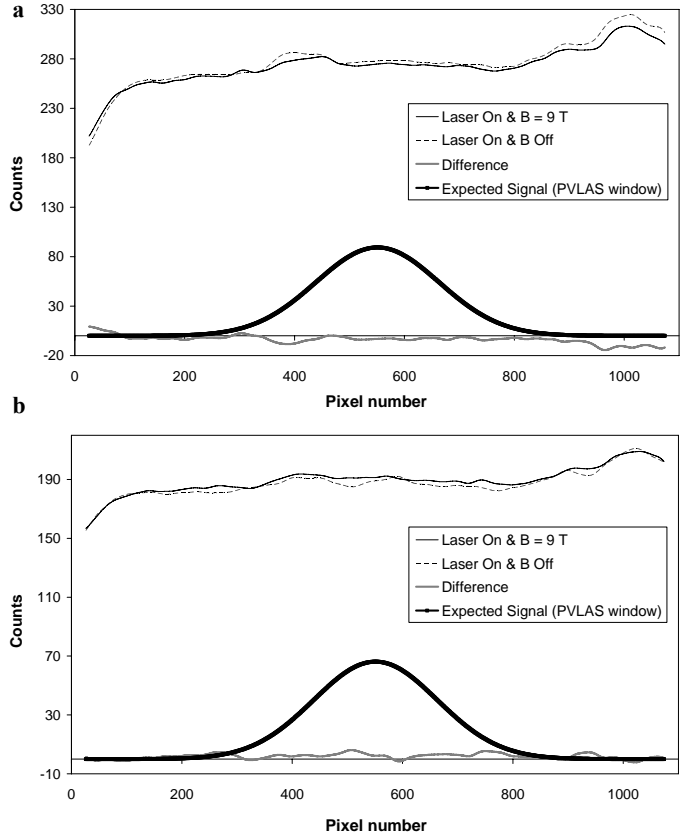 a
330
280
230
180
130
80
30
-20
Counts
Laser On & B = 9 T
Laser On & B Off
Difference
Expected Signal (PVLAS window)
0 200 400 600 800 1000
Pixel number
b
190
150
110
70
30
-10
Counts
Laser On & B = 9 T
Laser On & B Off
Difference
Expected Signal (PVLAS window)
0 200 400 600 800 1000
Pixel number